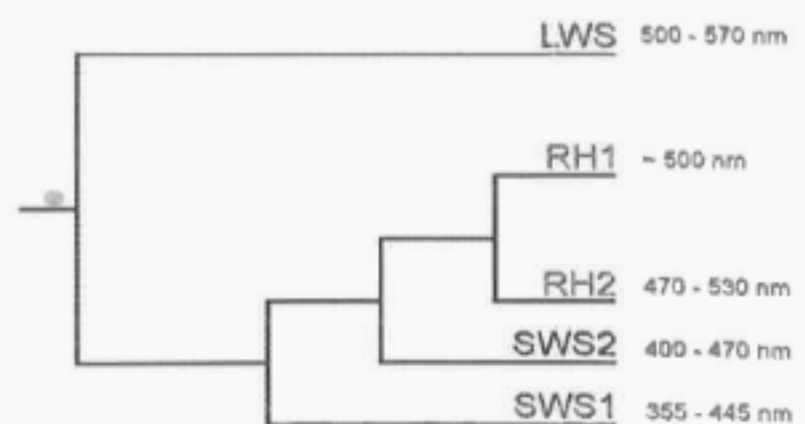 LWS 500 - 570 nm
RH1 ~ 500 nm
RH2 470 - 530 nm
SWS2 400 - 470 nm
SWS1 355 - 445 nm